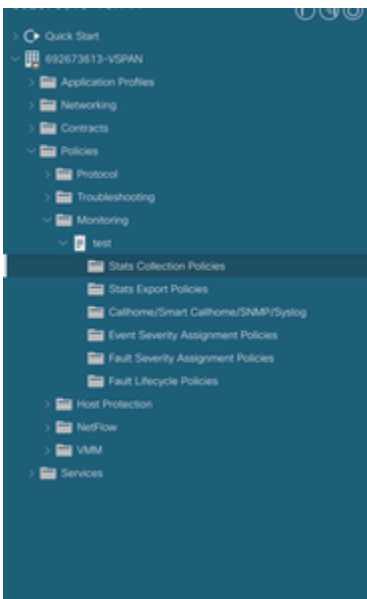 Quick Start
692673613-VSPAN
Application Profiles
Networking
Contracts
Policies
Protocol
Troubleshooting
Monitoring
test
Stats Collection Policies
Stats Export Policies
Callhome/Smart Callhome/SNMP/Syslog
Event Severity Assignment Policies
Fault Severity Assignment Policies
Fault Lifecycle Policies
Host Protection
NetFlow
VMM
Services